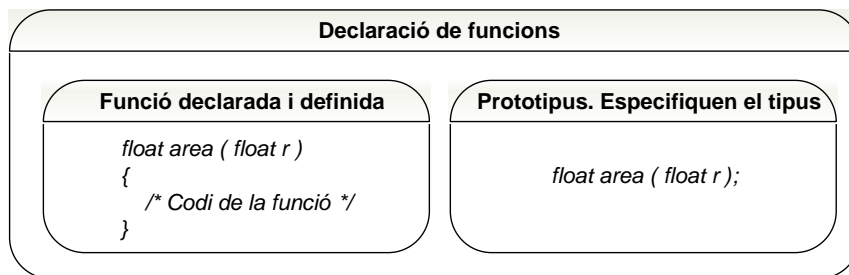 Declaració de funcions
Funció declarada i definida
float area ( float r )
{
/* Codi de la funció */
}
Prototipus. Especifiquen el tipus
float area ( float r );